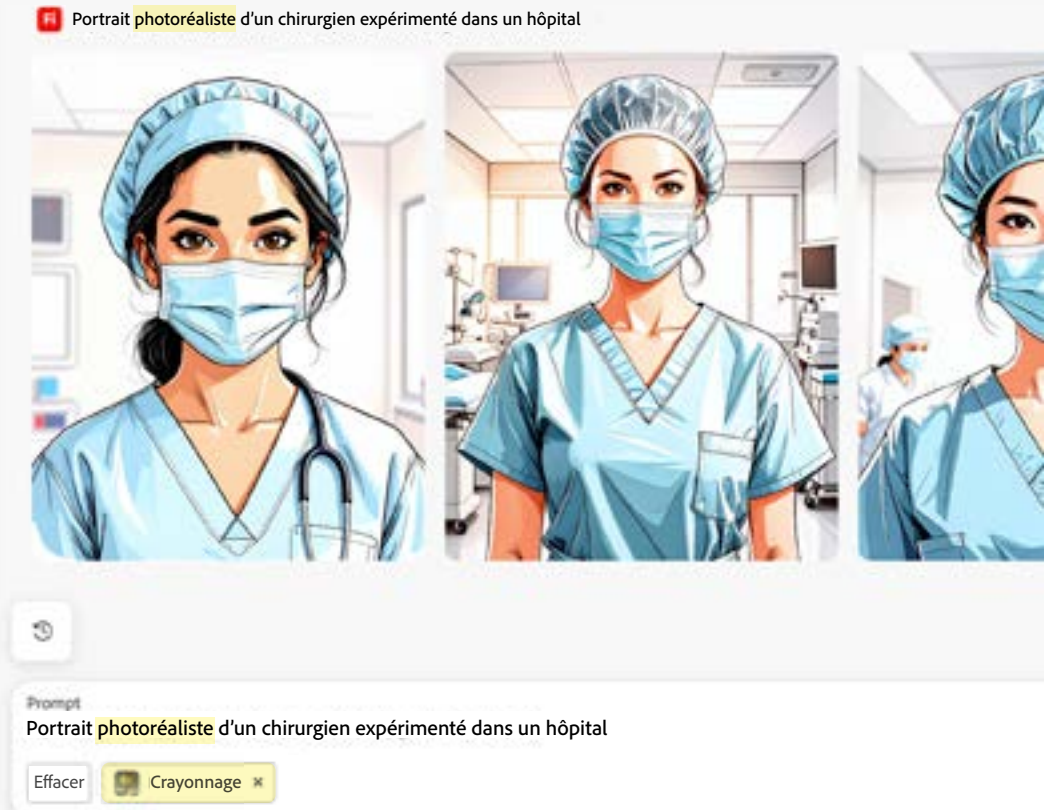 Fi Portrait photoréaliste d’un chirurgien expérimenté dans un hôpital
Prompt
Portrait photoréaliste d’un chirurgien expérimenté dans un hôpital
Effacer Crayonnage ×